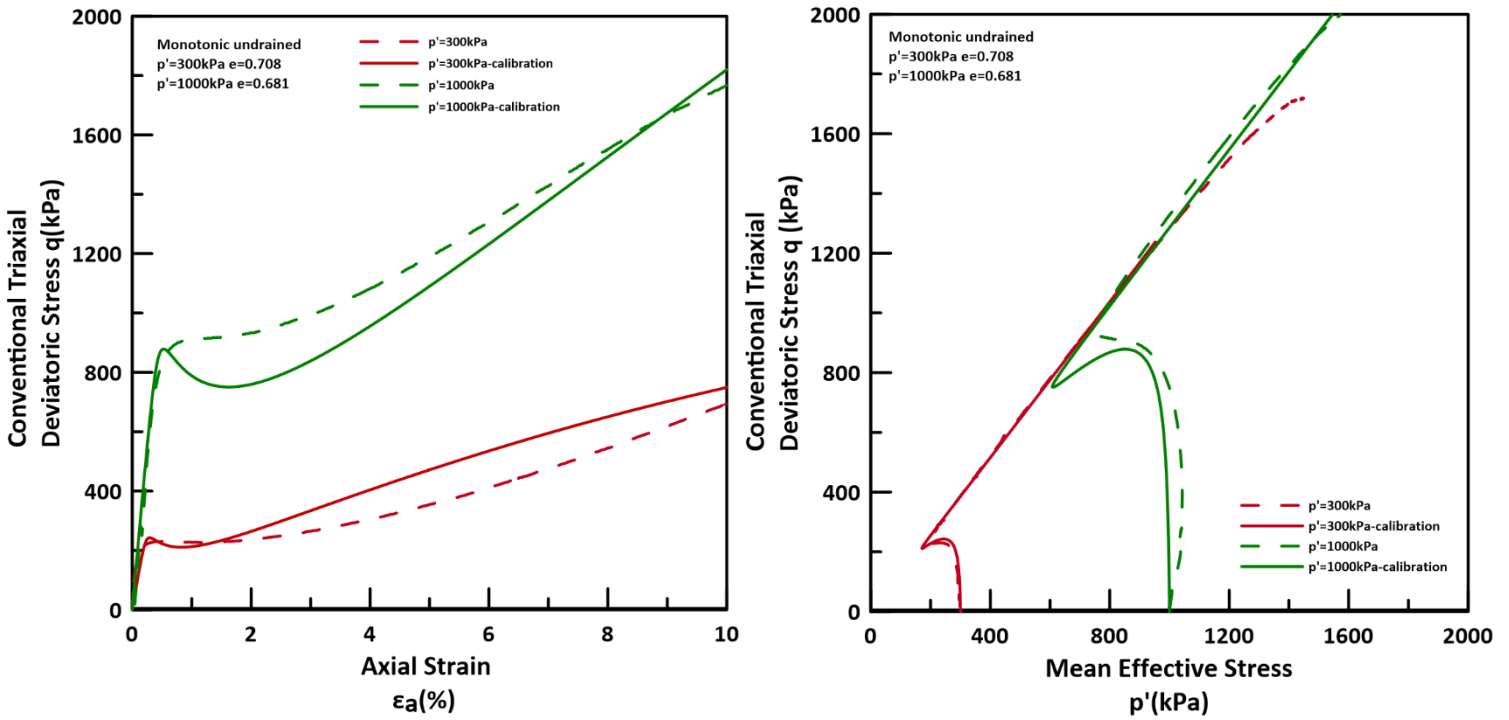 2000
1600
1200
800
400
0
Conventional Triaxial
Deviatoric Stress q(kPa)
Monotonic undrained
p'=300kPa e=0.708
p'=1000kPa e=0.681
p'=300kPa
p'=300kPa-calibration
p'=1000kPa
p'=1000kPa-calibration
0
2
4
6
8
10
Axial Strain
εa(%)
2000
1600
1200
800
400
0
Conventional Triaxial
Deviatoric Stress q (kPa)
Monotonic undrained
p'=300kPa e=0.708
p'=1000kPa e=0.681
p'=300kPa
p'=300kPa-calibration
p'=1000kPa
p'=1000kPa-calibration
0
400
800
1200
1600
2000
Mean Effective Stress
p'(kPa)